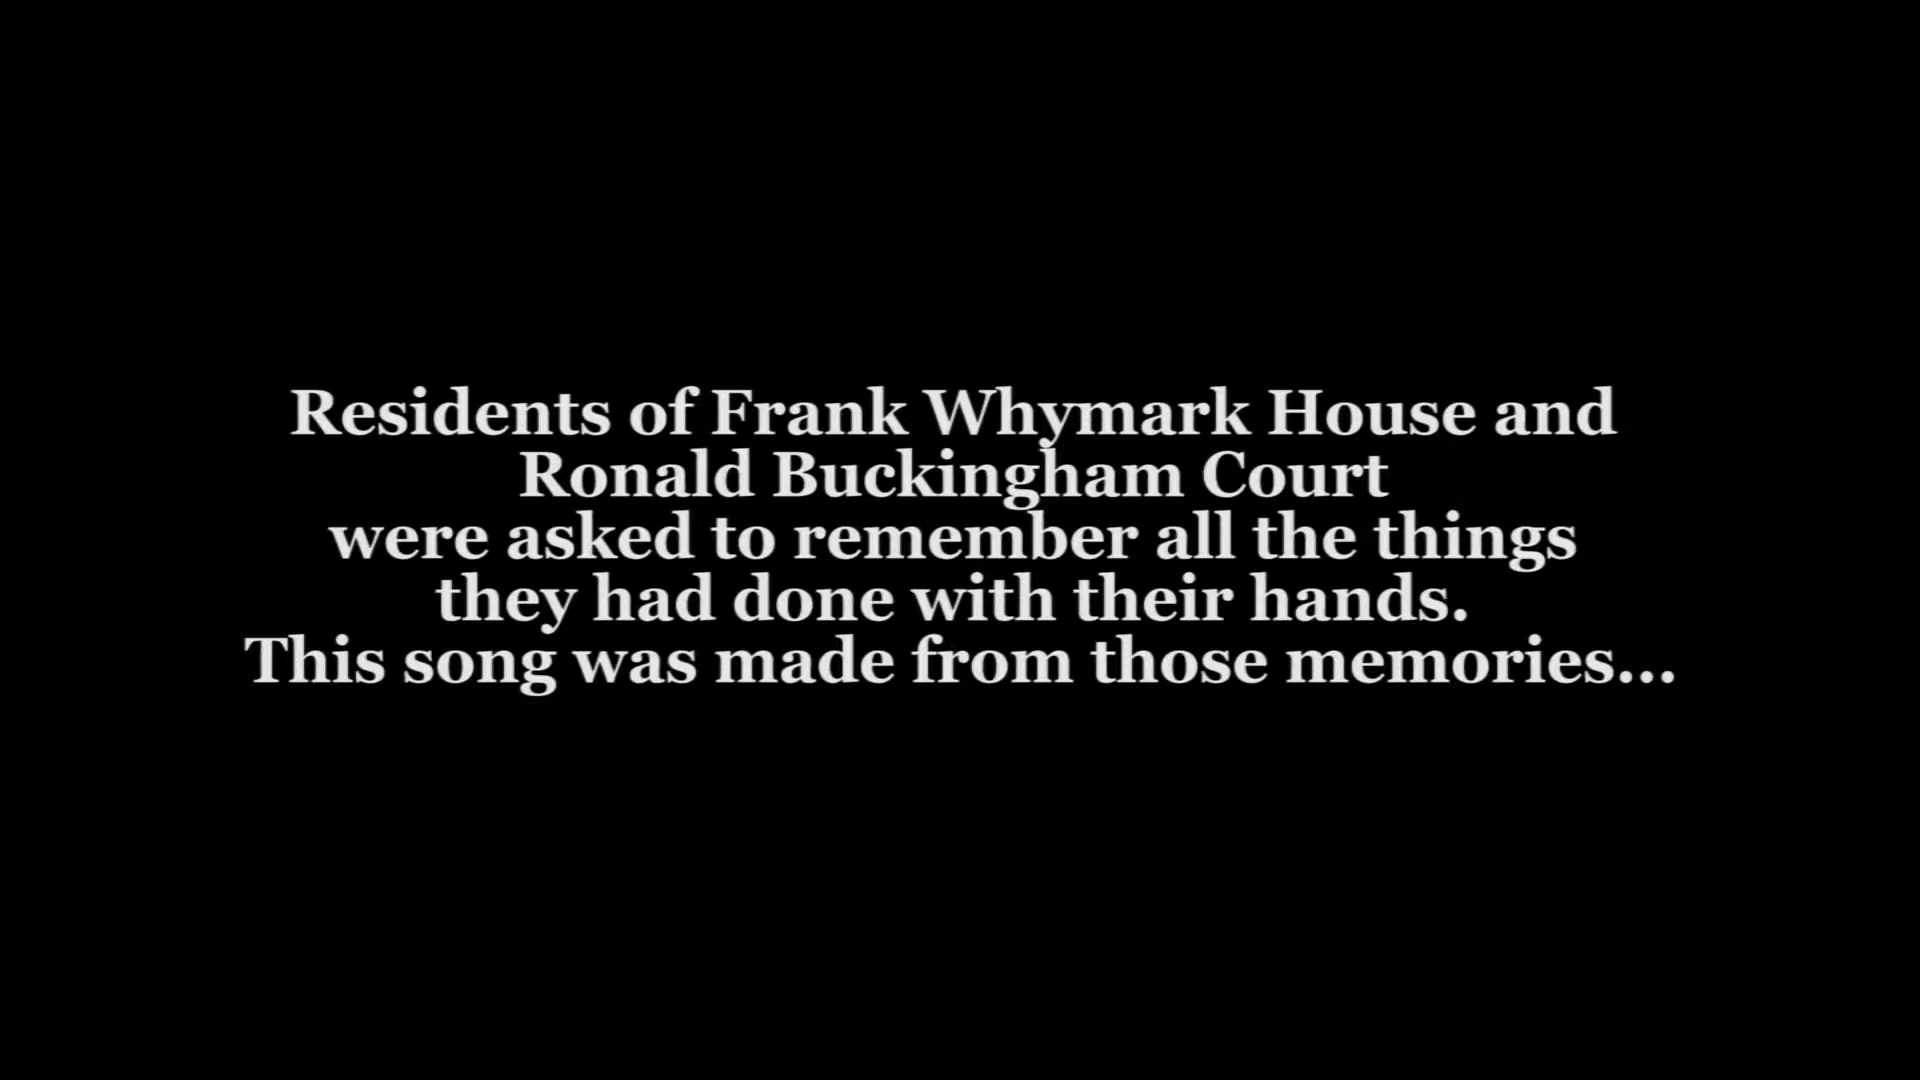 Residents of Frank Whymark House and
Ronald Buckingham Court
were asked to remember all the things
they had done with their hands.
This song was made from those memories...